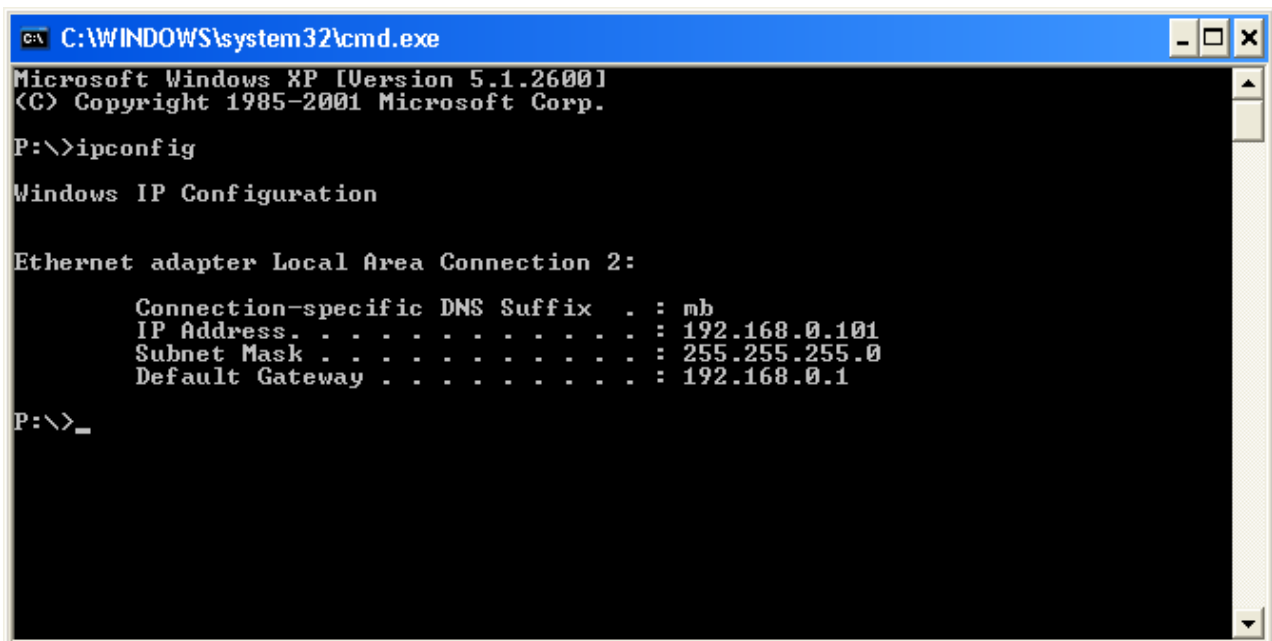 C:\WINDOWS\system32\cmd.exe
Microsoft Windows XP [Version 5.1.2600]
(C) Copyright 1985-2001 Microsoft Corp.
P:\>ipconfig
Windows IP Configuration
Ethernet adapter Local Area Connection 2:
Connection-specific DNS Suffix  . : mb
IP Address. . . . . . . . . . . . : 192.168.0.101
Subnet Mask . . . . . . . . . . . : 255.255.255.0
Default Gateway . . . . . . . . . : 192.168.0.1
P:\>_